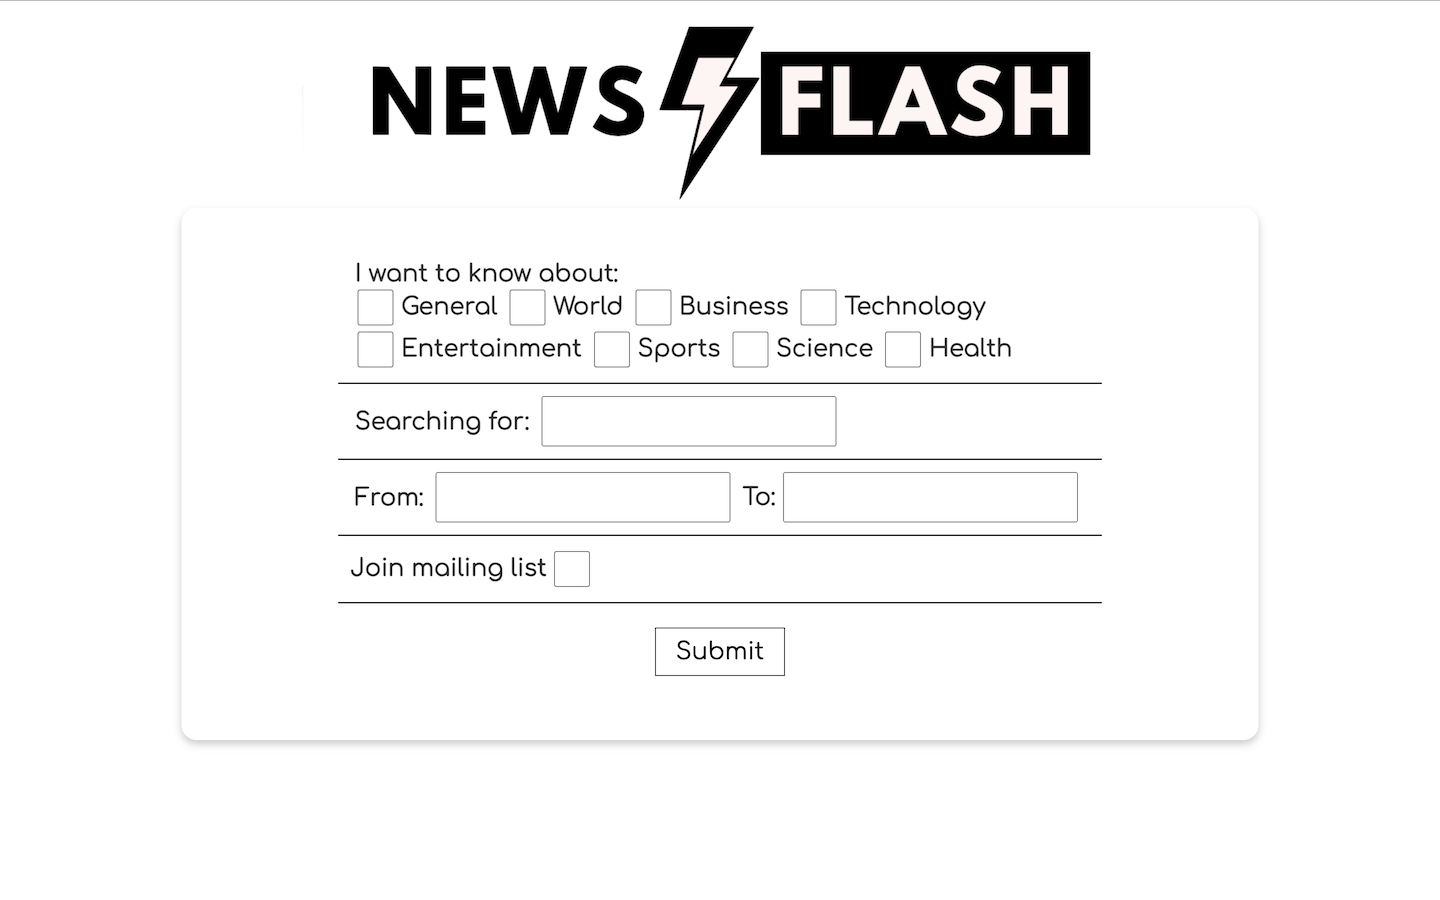 NEWS FLASH
I want to know about:
General World Business Technology
Entertainment Sports Science Health
Searching for:
From: To:
Join mailing list
Submit